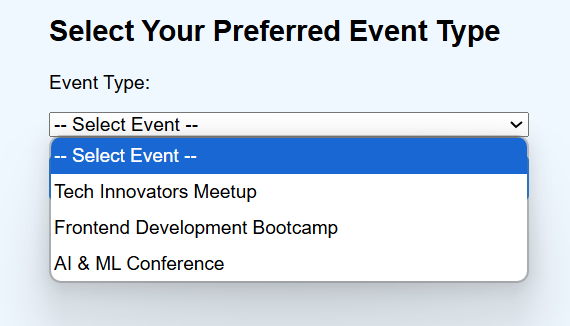 Select Your Preferred Event Type
Event Type:
-- Select Event --
-- Select Event --
Tech Innovators Meetup
Frontend Development Bootcamp
AI & ML Conference